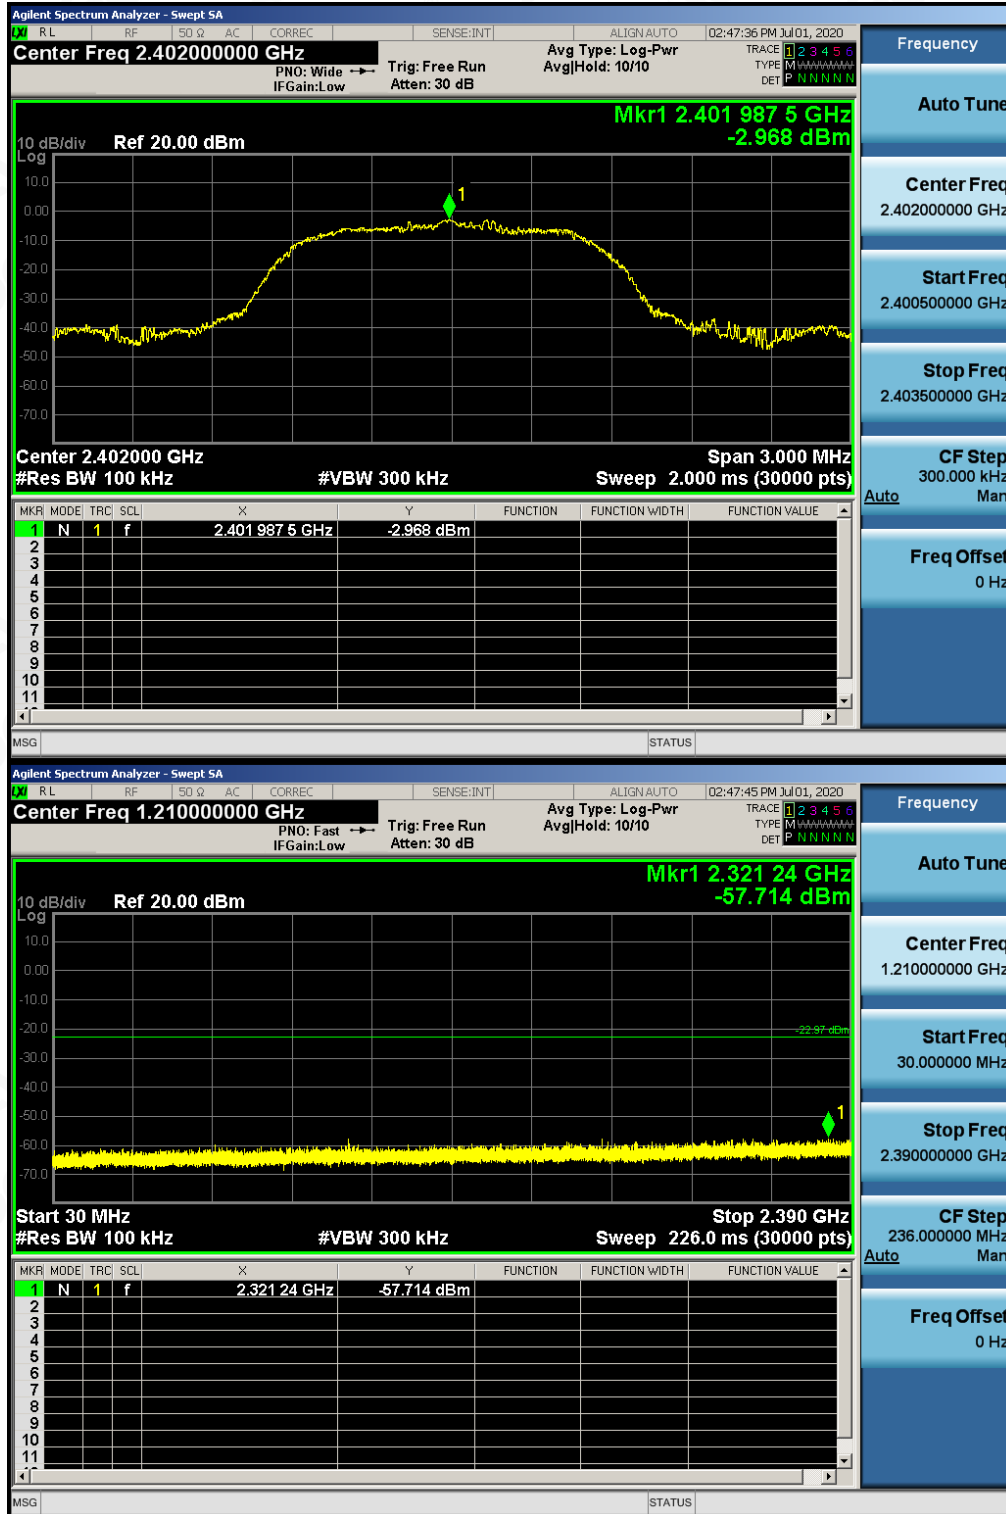 Agilent Spectrum Analyzer - Swept SA
LXI RL RF 50 Ω AC CORREC SENSE:INT ALIGN AUTO 02:47:36 PM Jul 01, 2020
Center Freq 2.402000000 GHz
PNO: Wide
IFGain:Low
Trig: Free Run
Atten: 30 dB
Avg Type: Log-Pwr
Avg|Hold: 10/10
TRACE 1 2 3 4 5 6
TYPE M
DET P N N N N N
Mkr1 2.401 987 5 GHz
-2.968 dBm
10 dB/div Ref 20.00 dBm
Log
10.0
1
0.00
-10.0
-20.0
-30.0
-40.0
-50.0
-60.0
-70.0
Center 2.402000 GHz Span 3.000 MHz
#Res BW 100 kHz #VBW 300 kHz Sweep 2.000 ms (30000 pts)
MKR MODE TRC SCL X Y FUNCTION FUNCTION WIDTH FUNCTION VALUE
1 N 1 f 2.401 987 5 GHz -2.968 dBm
2
3
4
5
6
7
8
9
10
11
MSG STATUS
Frequency
Auto Tune
Center Freq
2.402000000 GHz
Start Freq
2.400500000 GHz
Stop Freq
2.403500000 GHz
CF Step
300.000 kHz
Auto Man
Freq Offset
0 Hz
Agilent Spectrum Analyzer - Swept SA
LXI RL RF 50 Ω AC CORREC SENSE:INT ALIGN AUTO 02:47:45 PM Jul 01, 2020
Center Freq 1.210000000 GHz
PNO: Fast
IFGain:Low
Trig: Free Run
Atten: 30 dB
Avg Type: Log-Pwr
Avg|Hold: 10/10
TRACE 1 2 3 4 5 6
TYPE M
DET P N N N N N
Mkr1 2.321 24 GHz
-57.714 dBm
10 dB/div Ref 20.00 dBm
Log
10.0
0.00
-10.0
-20.0
-22.97 dBm
-30.0
-40.0
-50.0
1
-60.0
-70.0
Start 30 MHz Stop 2.390 GHz
#Res BW 100 kHz #VBW 300 kHz Sweep 226.0 ms (30000 pts)
MKR MODE TRC SCL X Y FUNCTION FUNCTION WIDTH FUNCTION VALUE
1 N 1 f 2.321 24 GHz -57.714 dBm
2
3
4
5
6
7
8
9
10
11
MSG STATUS
Frequency
Auto Tune
Center Freq
1.210000000 GHz
Start Freq
30.000000 MHz
Stop Freq
2.390000000 GHz
CF Step
236.000000 MHz
Auto Man
Freq Offset
0 Hz